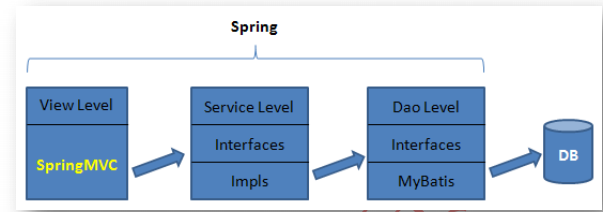 Spring
View Level
SpringMVC
Service Level
Interfaces
Impls
Dao Level
Interfaces
MyBatis
DB